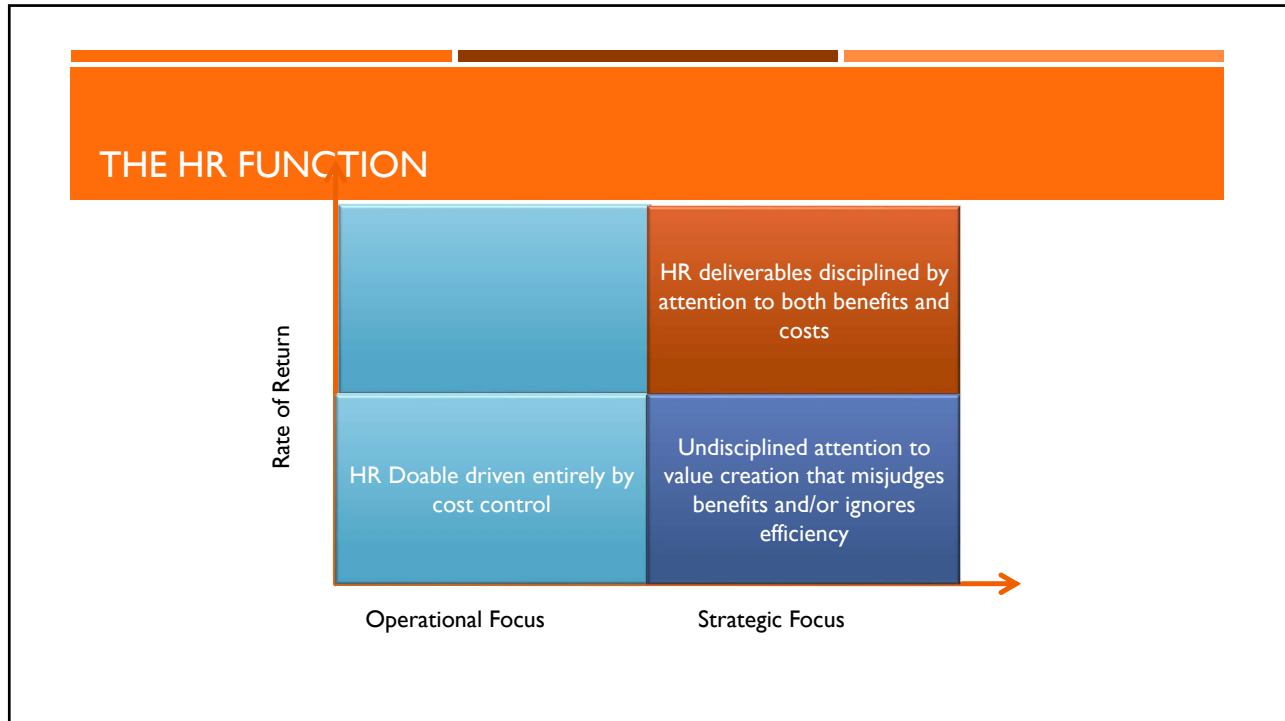 THE HR FUNCTION
HR deliverables disciplined by
attention to both benefits and
costs
Rate of Return
HR Doable driven entirely by
cost control
Undisciplined attention to
value creation that misjudges
benefits and/or ignores
efficiency
Operational Focus
Strategic Focus